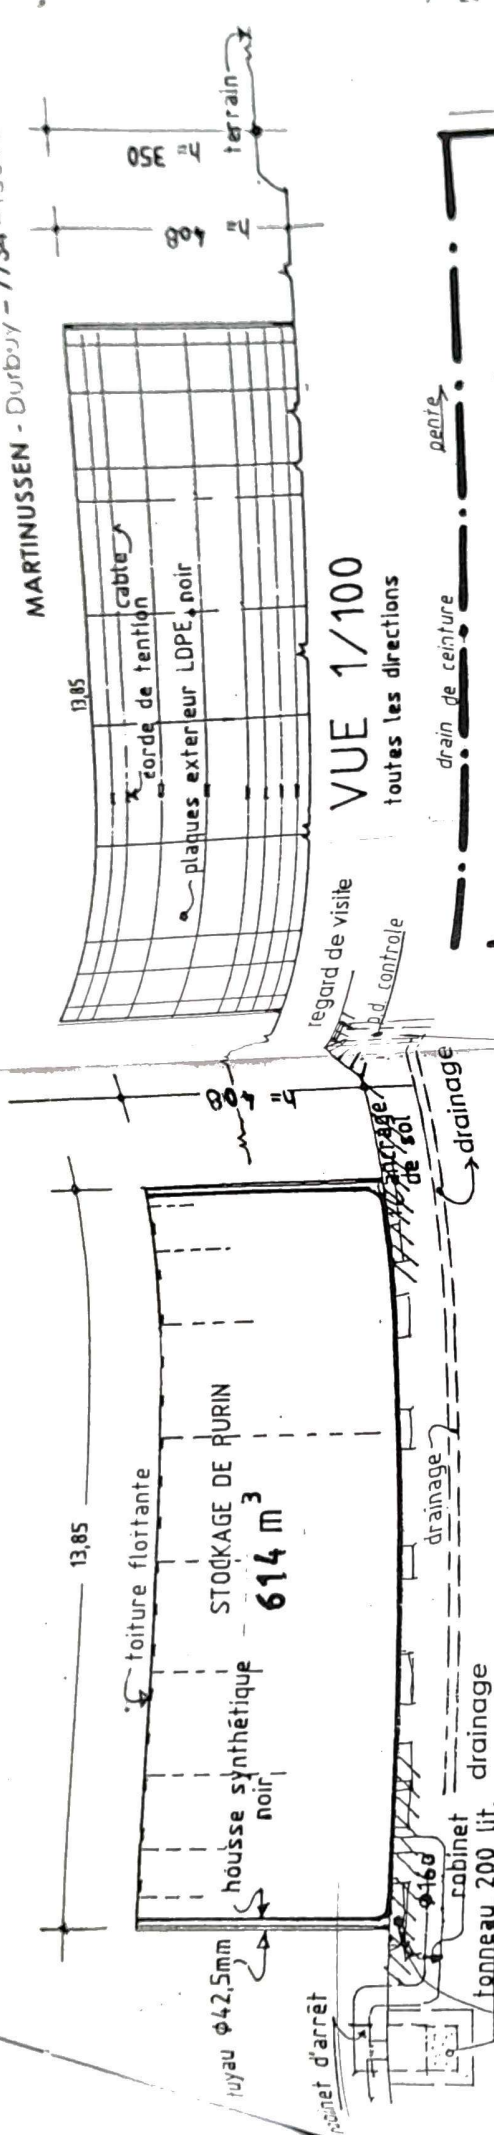 MARTINUSSEN - Durbuy -
13,85
toiture flottante
STOCKAGE DE PURIN
614 m³
housse synthétique
noir
tuyau ϕ42,5mm
robinet d'arrêt
ϕ160
robinet
tonneau 200 lit.
drainage
drainage
drainage
ancrage
de sol
h= 408
regard de visite
p.d. controle
13,85
cable
corde de tention
plaques exterieur LDPE noir
VUE 1/100
toutes les directions
h= 408
h= 350
terrain
drain de ceinture
pente